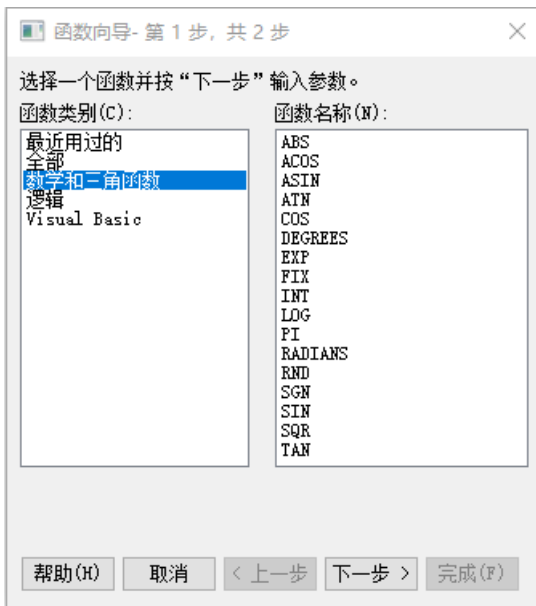 函数向导- 第 1 步, 共 2 步
选择一个函数并按“下一步”输入参数。
函数类别(C):
最近用过的
全部
数学和三角函数
逻辑
Visual Basic
函数名称(N):
ABS
ACOS
ASIN
ATN
COS
DEGREES
EXP
FIX
INT
LOG
PI
RADIANS
RND
SGN
SIN
SQR
TAN
帮助(H)
取消
< 上一步
下一步 >
完成(F)